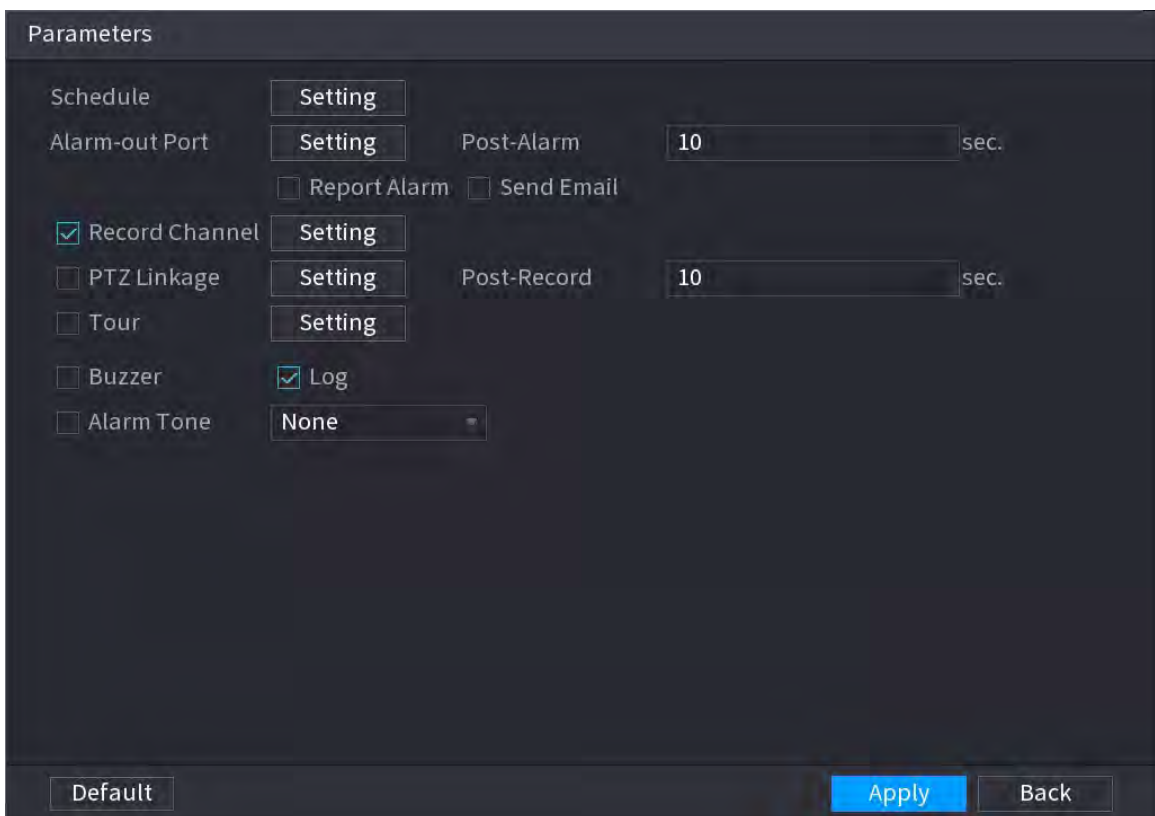 Parameters
Schedule Setting
Alarm-out Port Setting Post-Alarm 10 sec.
Report Alarm Send Email
Record Channel Setting
PTZ Linkage Setting Post-Record 10 sec.
Tour Setting
Buzzer Log
Alarm Tone None
Default Apply Back